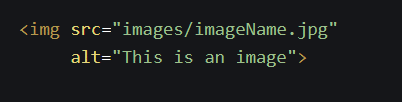 <img src="images/imageName.jpg"
alt="This is an image">